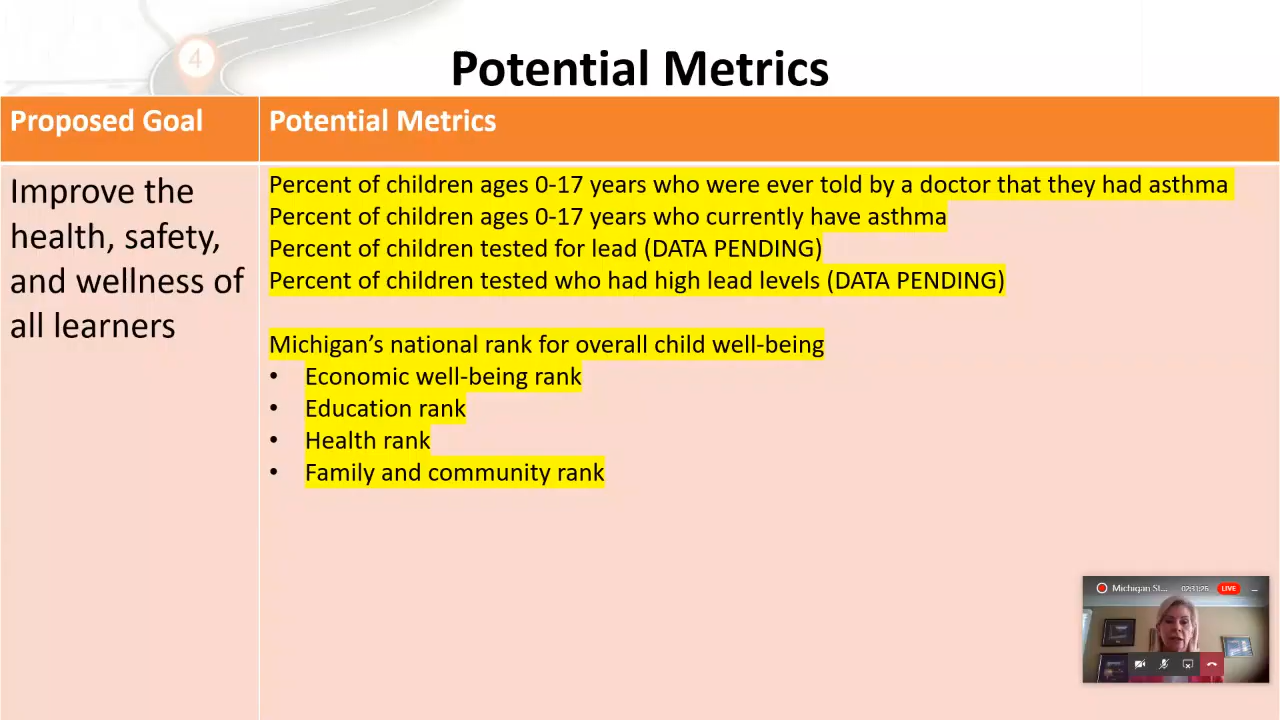 4
Potential Metrics
Proposed Goal
Potential Metrics
Improve the
health, safety,
and wellness of
all learners
Percent of children ages 0-17 years who were ever told by a doctor that they had asthma
Percent of children ages 0-17 years who currently have asthma
Percent of children tested for lead (DATA PENDING)
Percent of children tested who had high lead levels (DATA PENDING)
Michigan’s national rank for overall child well-being
• Economic well-being rank
• Education rank
• Health rank
• Family and community rank
Michigan St... 02:31:26 LIVE